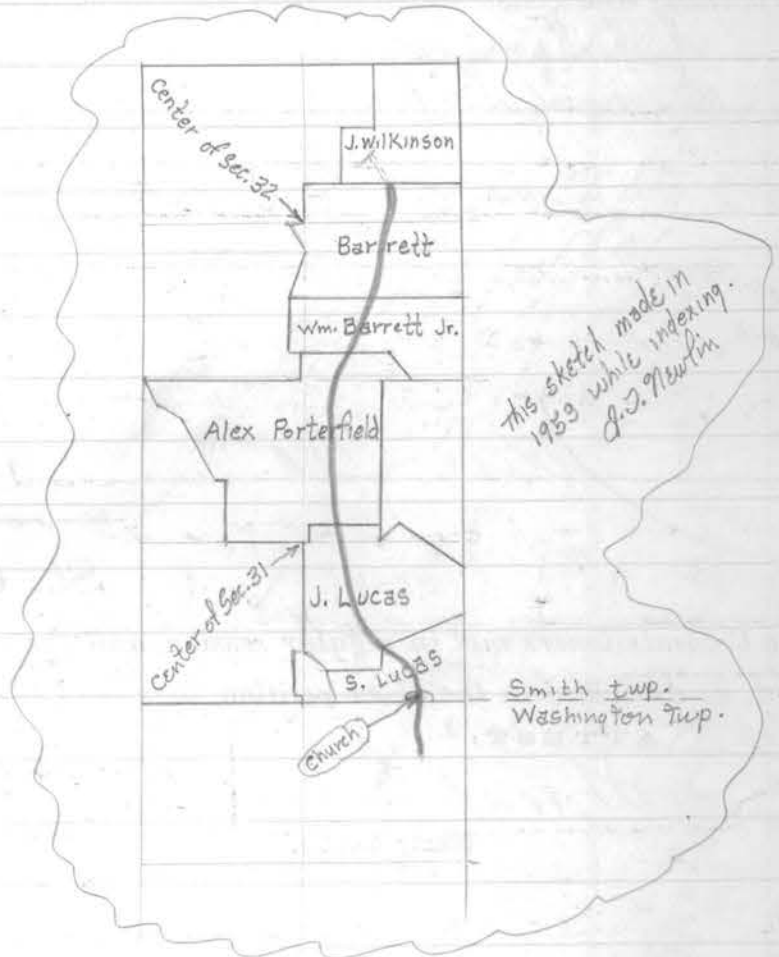 Center of Sec. 32
J. Wilkinson
Barrett
Wm. Barrett Jr.
This sketch made in
1953 while indexing.
J. J. Newlin
Alex Porterfield
Center of Sec. 31
J. Lucas
S. Lucas
Smith twp.
Washington Twp.
Church